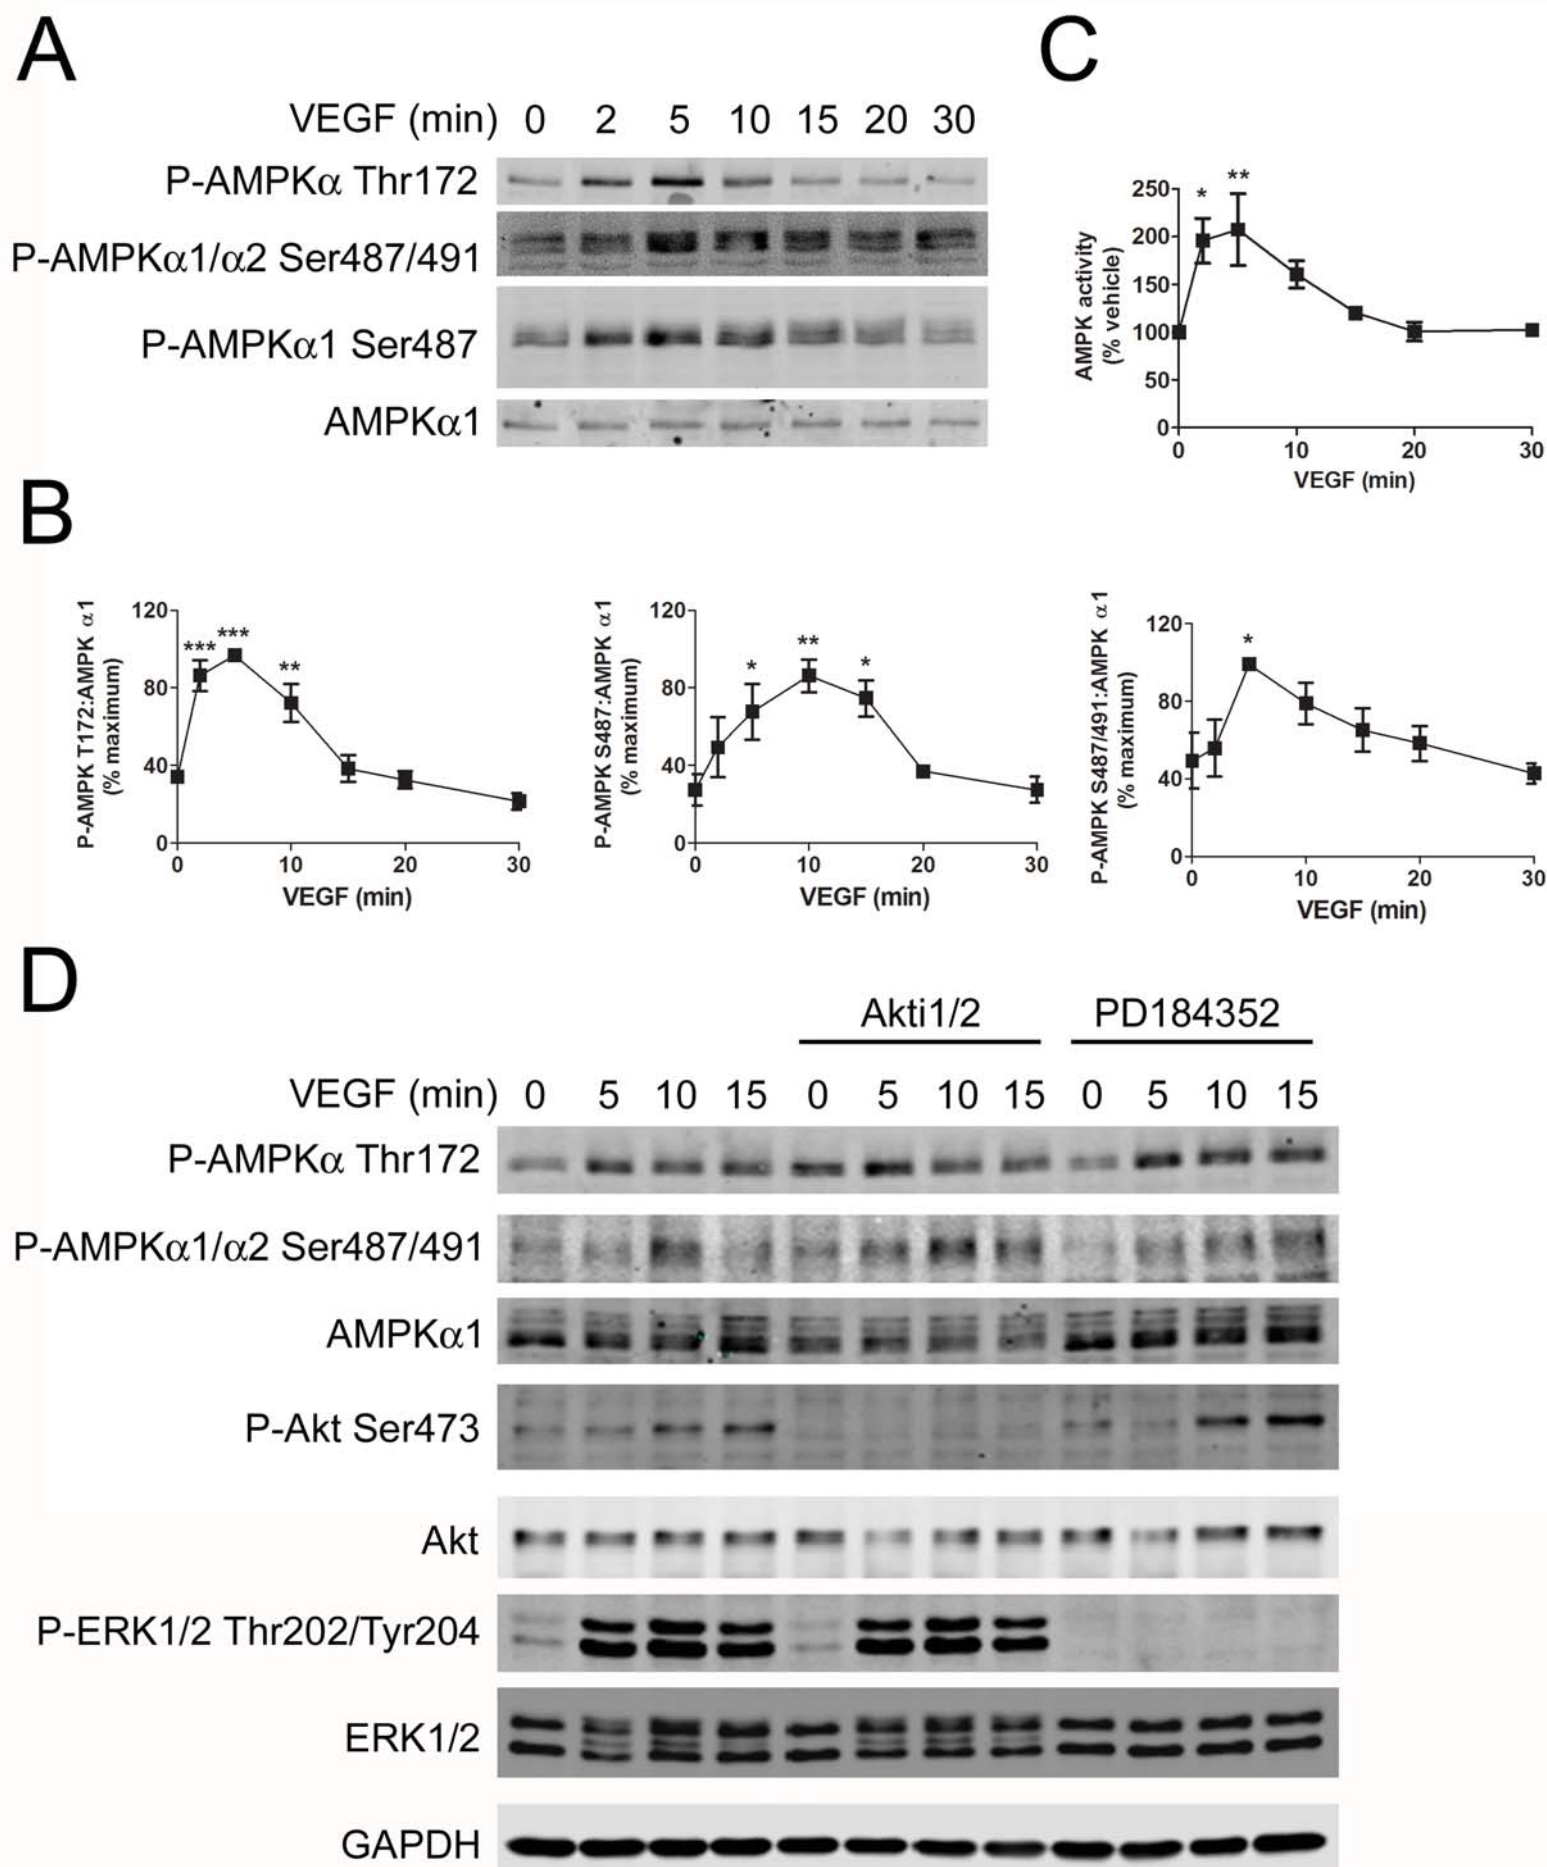 A
VEGF (min) 0 2 5 10 15 20 30
P-AMPKα Thr172
P-AMPKα1/α2 Ser487/491
P-AMPKα1 Ser487
AMPKα1
C
AMPK activity
(% vehicle)
250
200
150
100
50
0
* **
0 10 20 30
VEGF (min)
B
P-AMPK T172:AMPK α1
(% maximum)
120
80
40
0
*** *** **
0 10 20 30
VEGF (min)
P-AMPK S487:AMPK α1
(% maximum)
120
80
40
0
* ** *
0 10 20 30
VEGF (min)
P-AMPK S487/491:AMPK α1
(% maximum)
120
80
40
0
*
0 10 20 30
VEGF (min)
D
Akti1/2 PD184352
VEGF (min) 0 5 10 15 0 5 10 15 0 5 10 15
P-AMPKα Thr172
P-AMPKα1/α2 Ser487/491
AMPKα1
P-Akt Ser473
Akt
P-ERK1/2 Thr202/Tyr204
ERK1/2
GAPDH